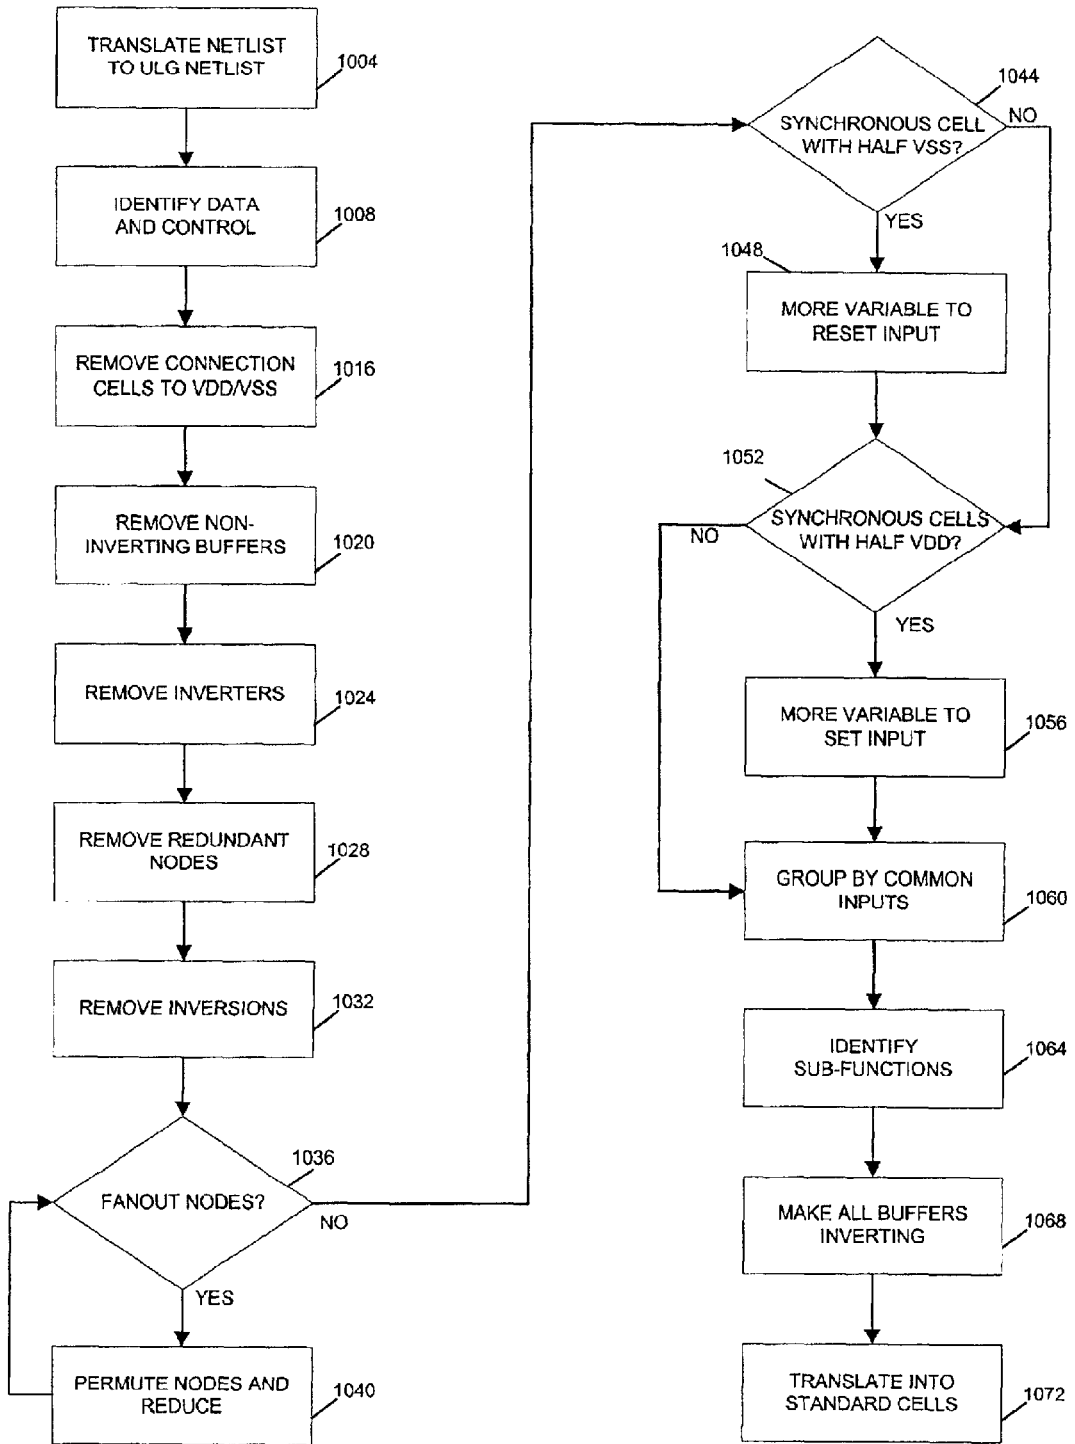 TRANSLATE NETLIST
TO ULG NETLIST
1004
IDENTIFY DATA
AND CONTROL
1008
REMOVE CONNECTION
CELLS TO VDD/VSS
1016
REMOVE NON-
INVERTING BUFFERS
1020
REMOVE INVERTERS
1024
REMOVE REDUNDANT
NODES
1028
REMOVE INVERSIONS
1032
FANOUT NODES?
1036
NO
YES
PERMUTE NODES AND
REDUCE
1040
SYNCHRONOUS CELL
WITH HALF VSS?
1044
NO
YES
1048
MORE VARIABLE TO
RESET INPUT
1052
SYNCHRONOUS CELLS
WITH HALF VDD?
NO
YES
MORE VARIABLE TO
SET INPUT
1056
GROUP BY COMMON
INPUTS
1060
IDENTIFY
SUB-FUNCTIONS
1064
MAKE ALL BUFFERS
INVERTING
1068
TRANSLATE INTO
STANDARD CELLS
1072